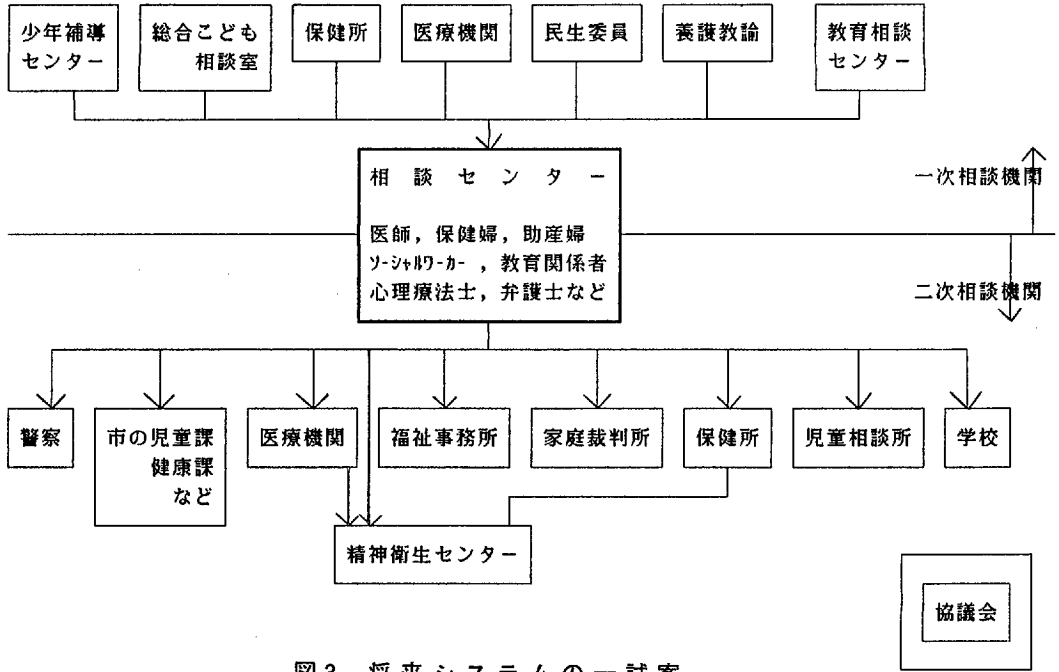 少年補導
センター
総合こども
相談室
保健所
医療機関
民生委員
養護教諭
教育相談
センター
相談センター
医師，保健婦，助産婦
ｿｰｼｬﾙﾜｰｶｰ，教育関係者
心理療法士，弁護士など
一次相談機関
二次相談機関
警察
市の児童課
健康課
など
医療機関
福祉事務所
家庭裁判所
保健所
児童相談所
学校
精神衛生センター
協議会
図3 将来システムの一試案